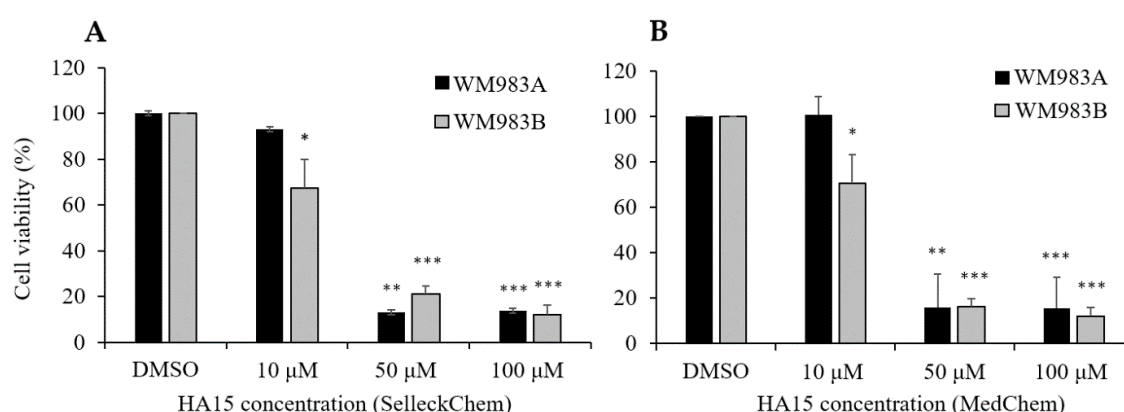 A
120
100
80
60
40
20
0
Cell viability (%)
WM983A
WM983B
*
** *** *** ***
DMSO 10 μM 50 μM 100 μM
HA15 concentration (SelleckChem)
B
120
100
80
60
40
20
0
WM983A
WM983B
*
** *** *** ***
DMSO 10 μM 50 μM 100 μM
HA15 concentration (MedChem)